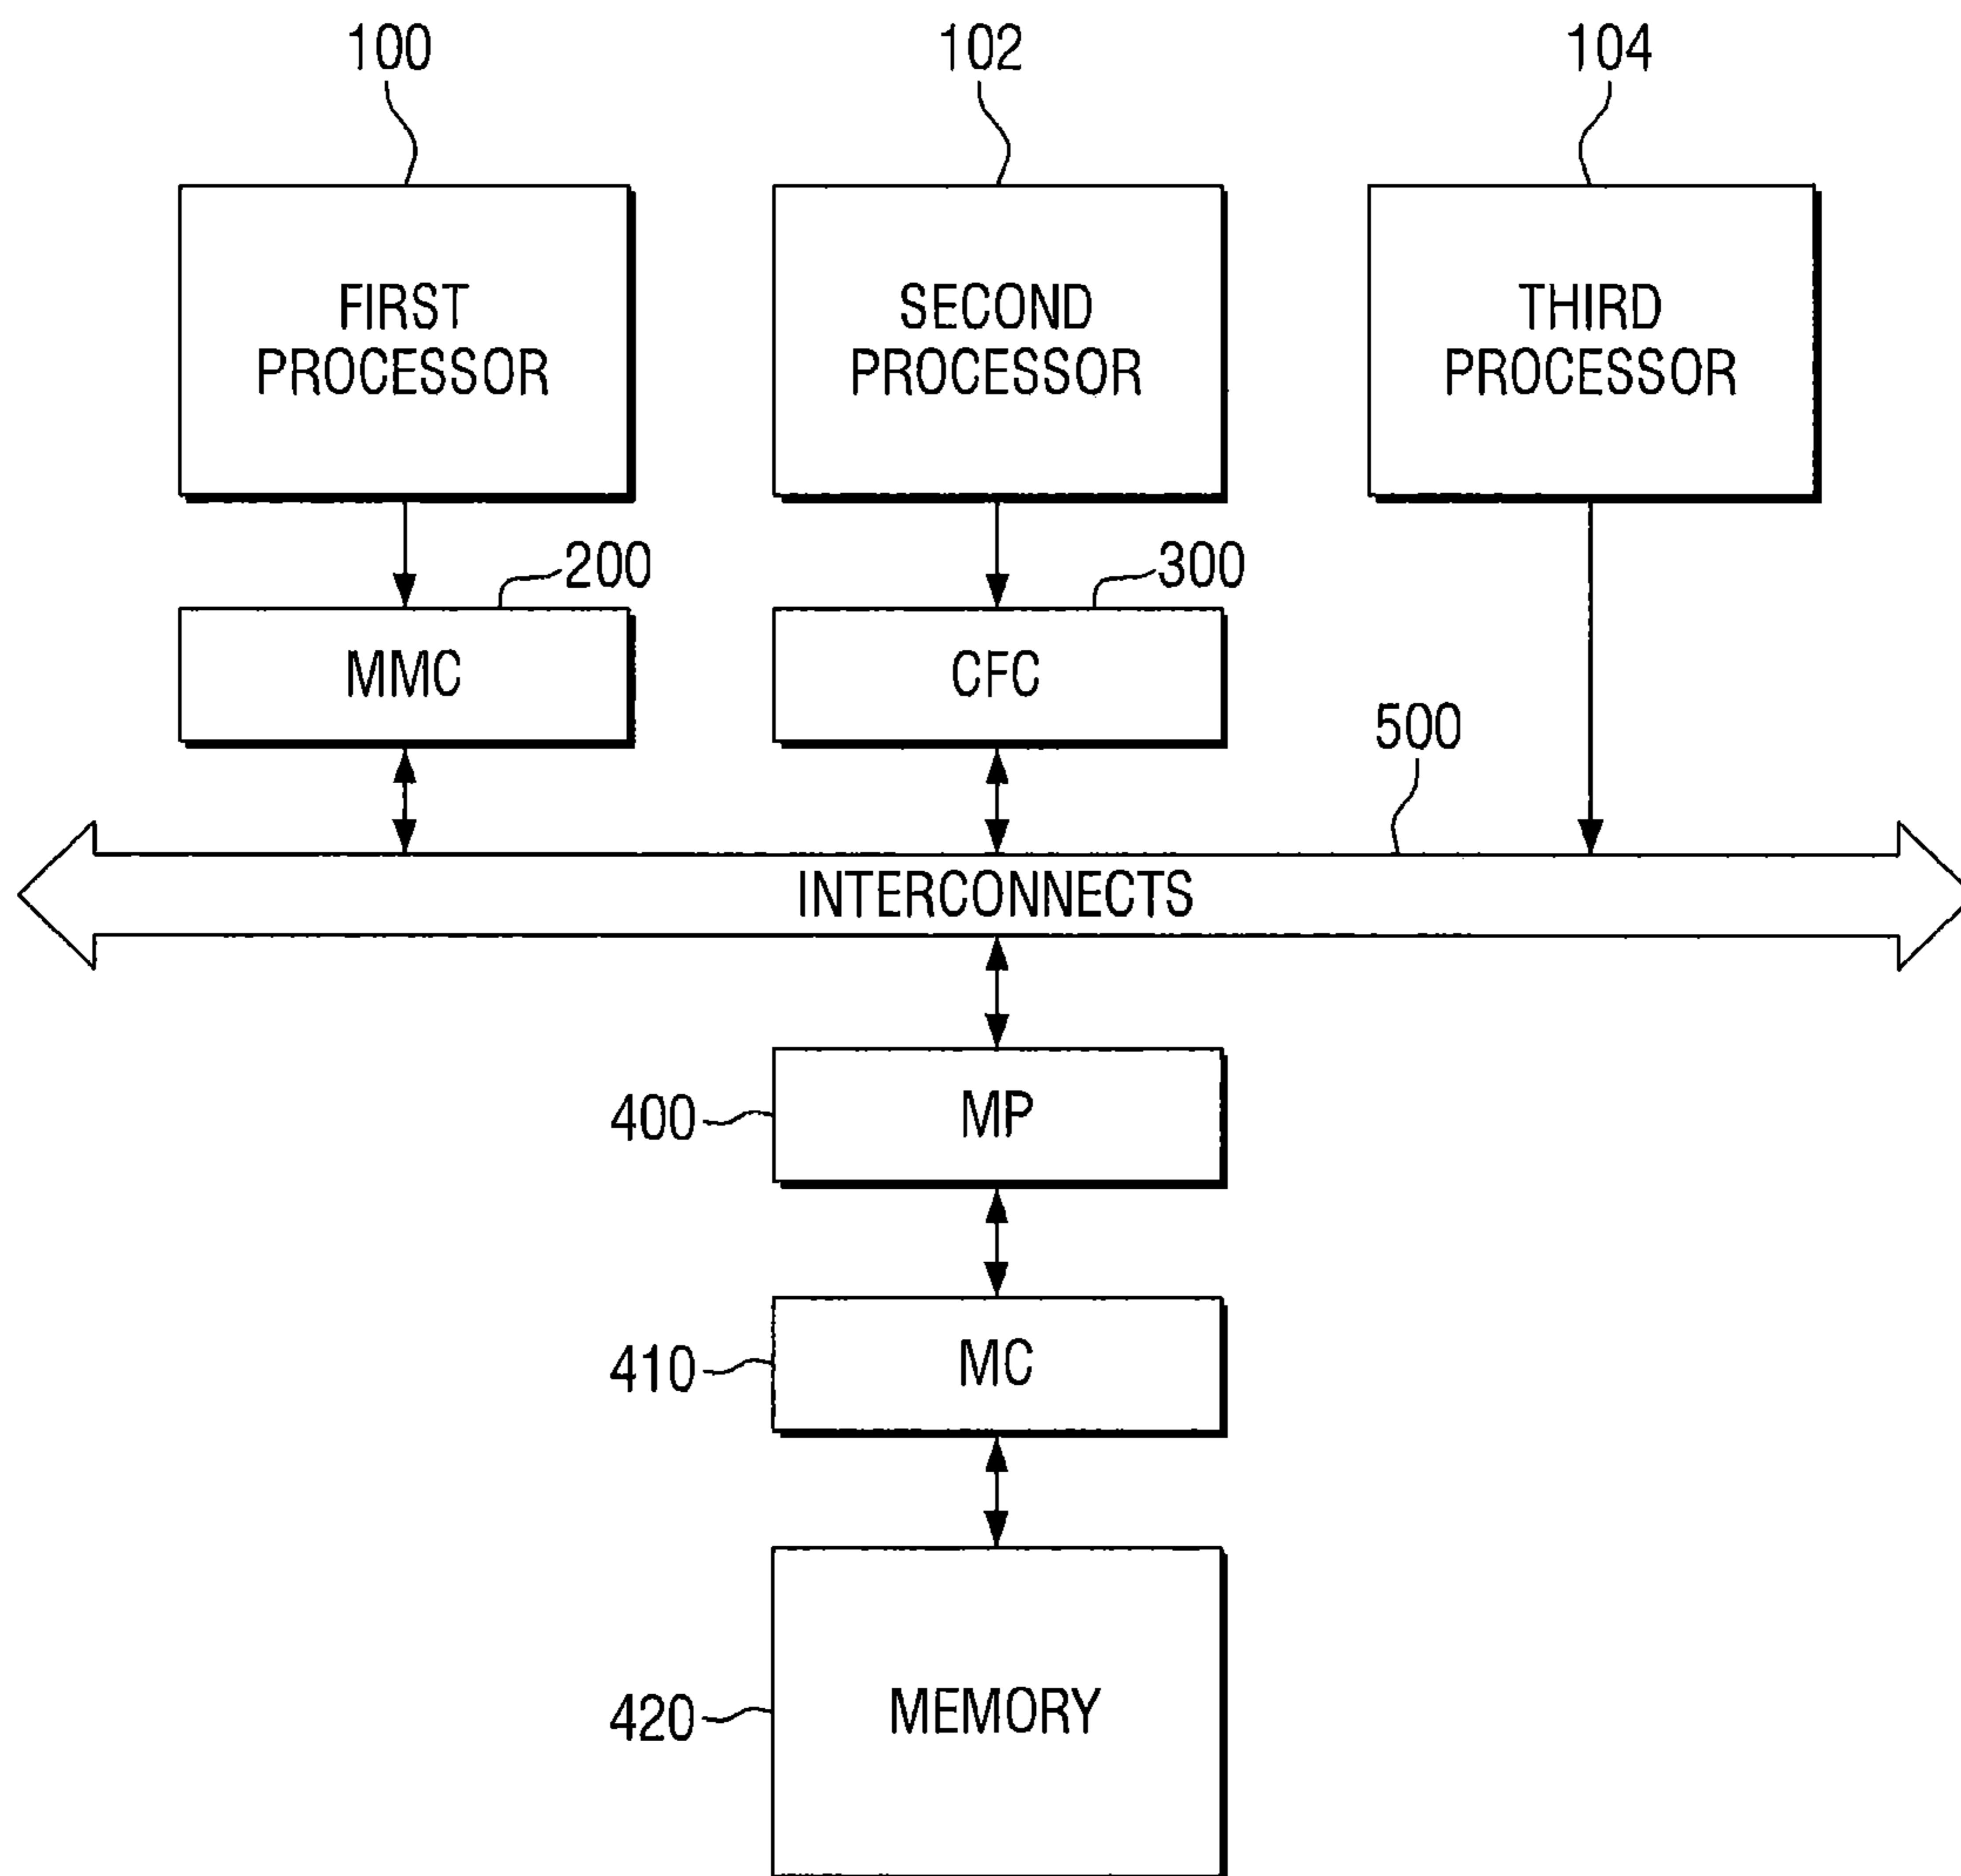 100
102
104
FIRST
PROCESSOR
SECOND
PROCESSOR
THIRD
PROCESSOR
200
300
MMC
CFC
500
INTERCONNECTS
400
MP
410
MC
420
MEMORY